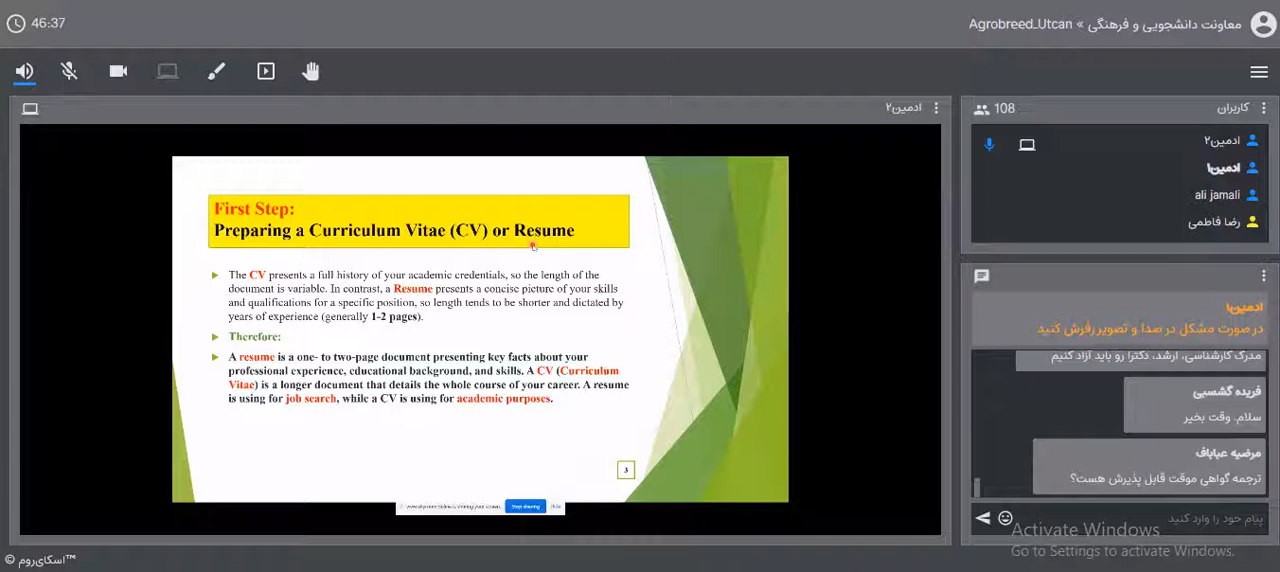 46:37
معاونت دانشجویی و فرهنگی » Agrobreed_Utcan
ادمین۲
First Step:
Preparing a Curriculum Vitae (CV) or Resume
The CV presents a full history of your academic credentials, so the length of the
document is variable. In contrast, a Resume presents a concise picture of your skills
and qualifications for a specific position, so length tends to be shorter and dictated by
years of experience (generally 1-2 pages).
Therefore:
A resume is a one- to two-page document presenting key facts about your
professional experience, educational background, and skills. A CV (Curriculum
Vitae) is a longer document that details the whole course of your career. A resume
is using for job search, while a CV is using for academic purposes.
3
Stop sharing
Hide
کاربران
108
ادمین۲
ادمین۱
ali jamali
رضا فاطمی
ادمین۱
در صورت مشکل در صدا و تصویر رفرش کنید
مدرک کارشناسی، ارشد، دکترا رو باید آزاد کنیم
فریده گشسبی
سلام. وقت بخیر
مرضیه عباباف
ترجمه گواهی موقت قابل پذیرش هست؟
پیام خود را وارد کنید
Activate Windows
Go to Settings to activate Windows.
© اسکای‌روم™